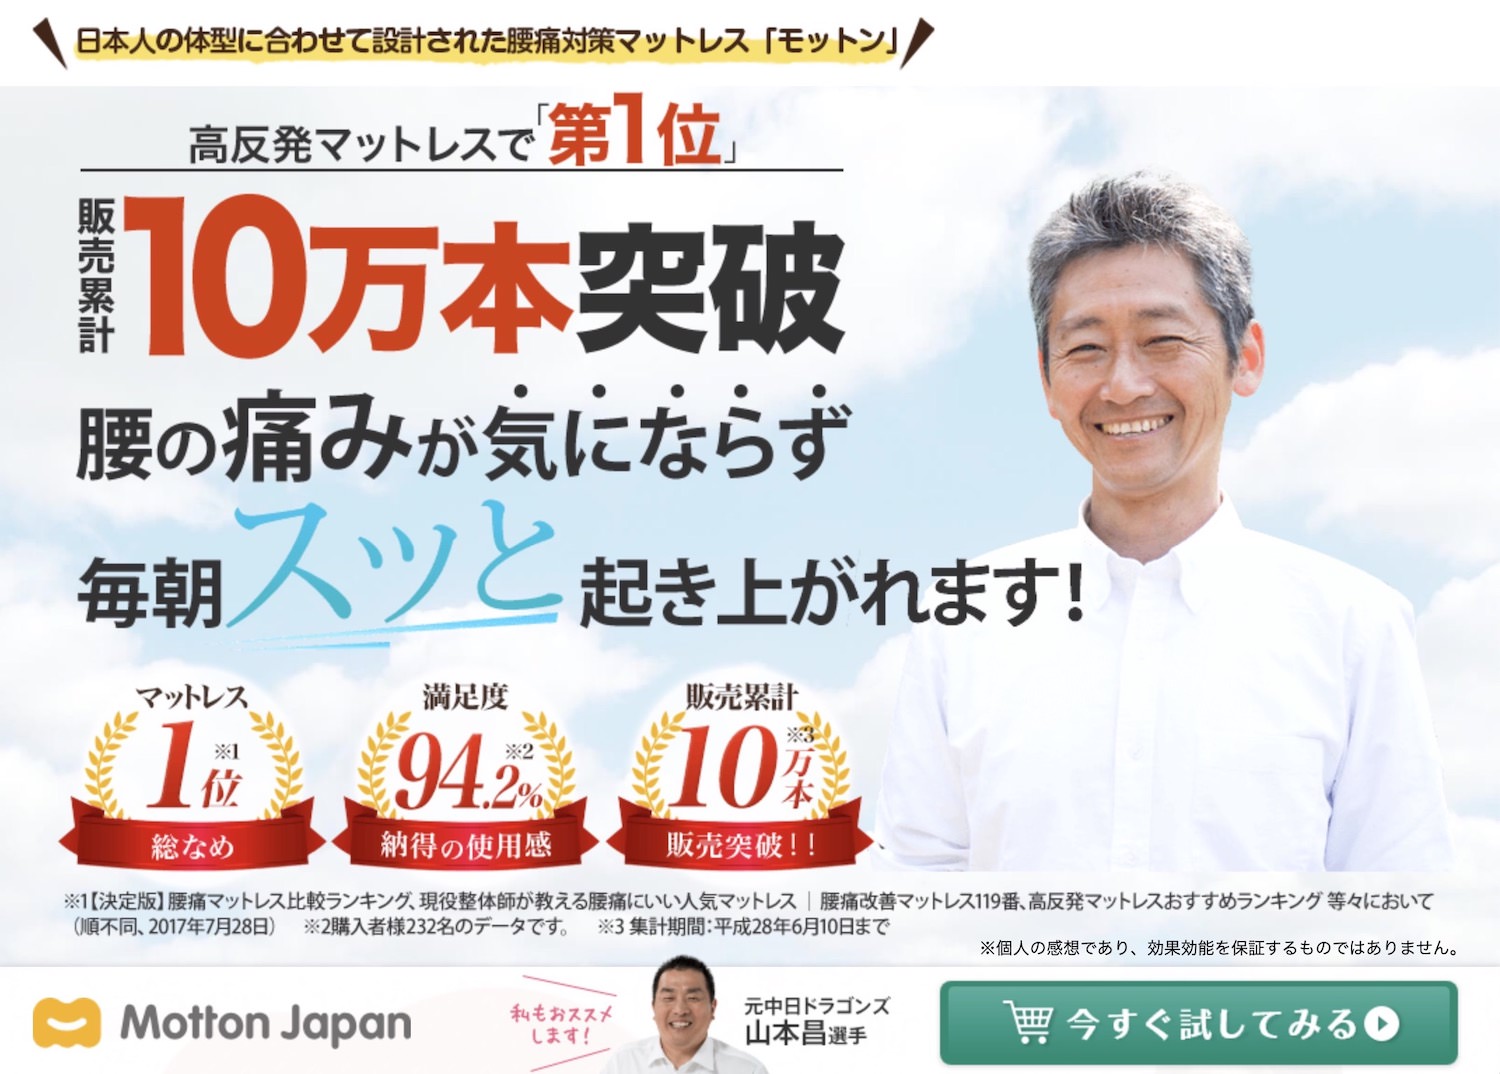 日本人の体型に合わせて設計された腰痛対策マットレス「モットン」
高反発マットレスで「第1位」
販売累計10万本突破
腰の痛みが気にならず
毎朝スッと起き上がれます!
マットレス
1位※1
総なめ
満足度
94.2%※2
納得の使用感
販売累計
10万本※3
販売突破!!
※1【決定版】腰痛マットレス比較ランキング、現役整体師が教える腰痛にいい人気マットレス｜腰痛改善マットレス119番、高反発マットレスおすすめランキング 等々において
（順不同、2017年7月28日） ※2購入者様232名のデータです。 ※3 集計期間：平成28年6月10日まで
※個人の感想であり、効果効能を保証するものではありません。
Motton Japan
私もおススメ
します!
元中日ドラゴンズ
山本昌選手
今すぐ試してみる